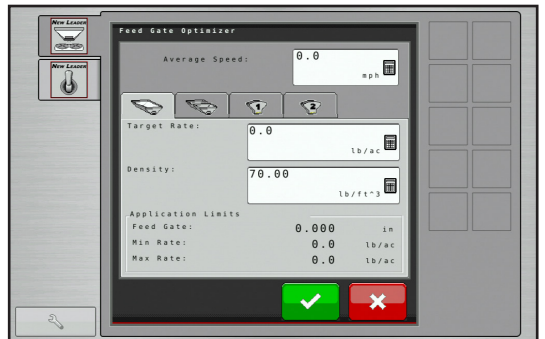 New Leader
New Leader
Feed Gate Optimizer
Average Speed: 0.0 mph
1 2
Target Rate: 0.0 lb/ac
Density: 70.00 lb/ft^3
Application Limits
Feed Gate: 0.000 in
Min Rate: 0.0 lb/ac
Max Rate: 0.0 lb/ac